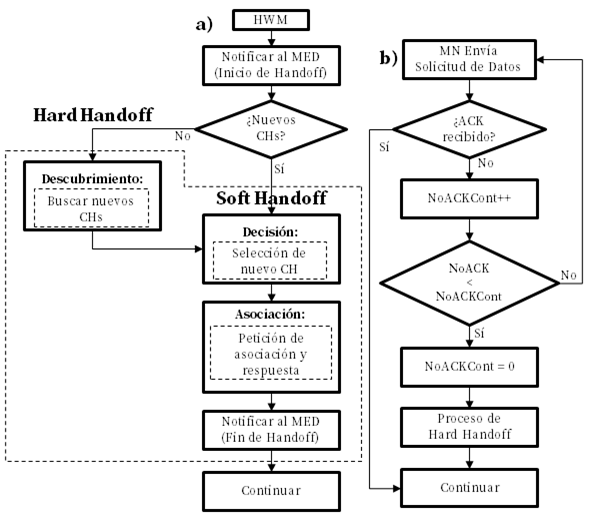 a)
HWM
Notificar al MED
(Inicio de Handoff)
Hard Handoff
¿Nuevos
CHs?
No
Sí
Descubrimiento:
Buscar nuevos
CHs
Soft Handoff
Decisión:
Selección de
nuevo CH
Asociación:
Petición de
asociación y
respuesta
Notificar al MED
(Fin de Handoff)
Continuar
b)
MN Envía
Solicitud de Datos
¿ACK
recibido?
Sí
No
NoACKCont++
NoACK
<
NoACKCont
No
Sí
NoACKCont = 0
Proceso de
Hard Handoff
Continuar